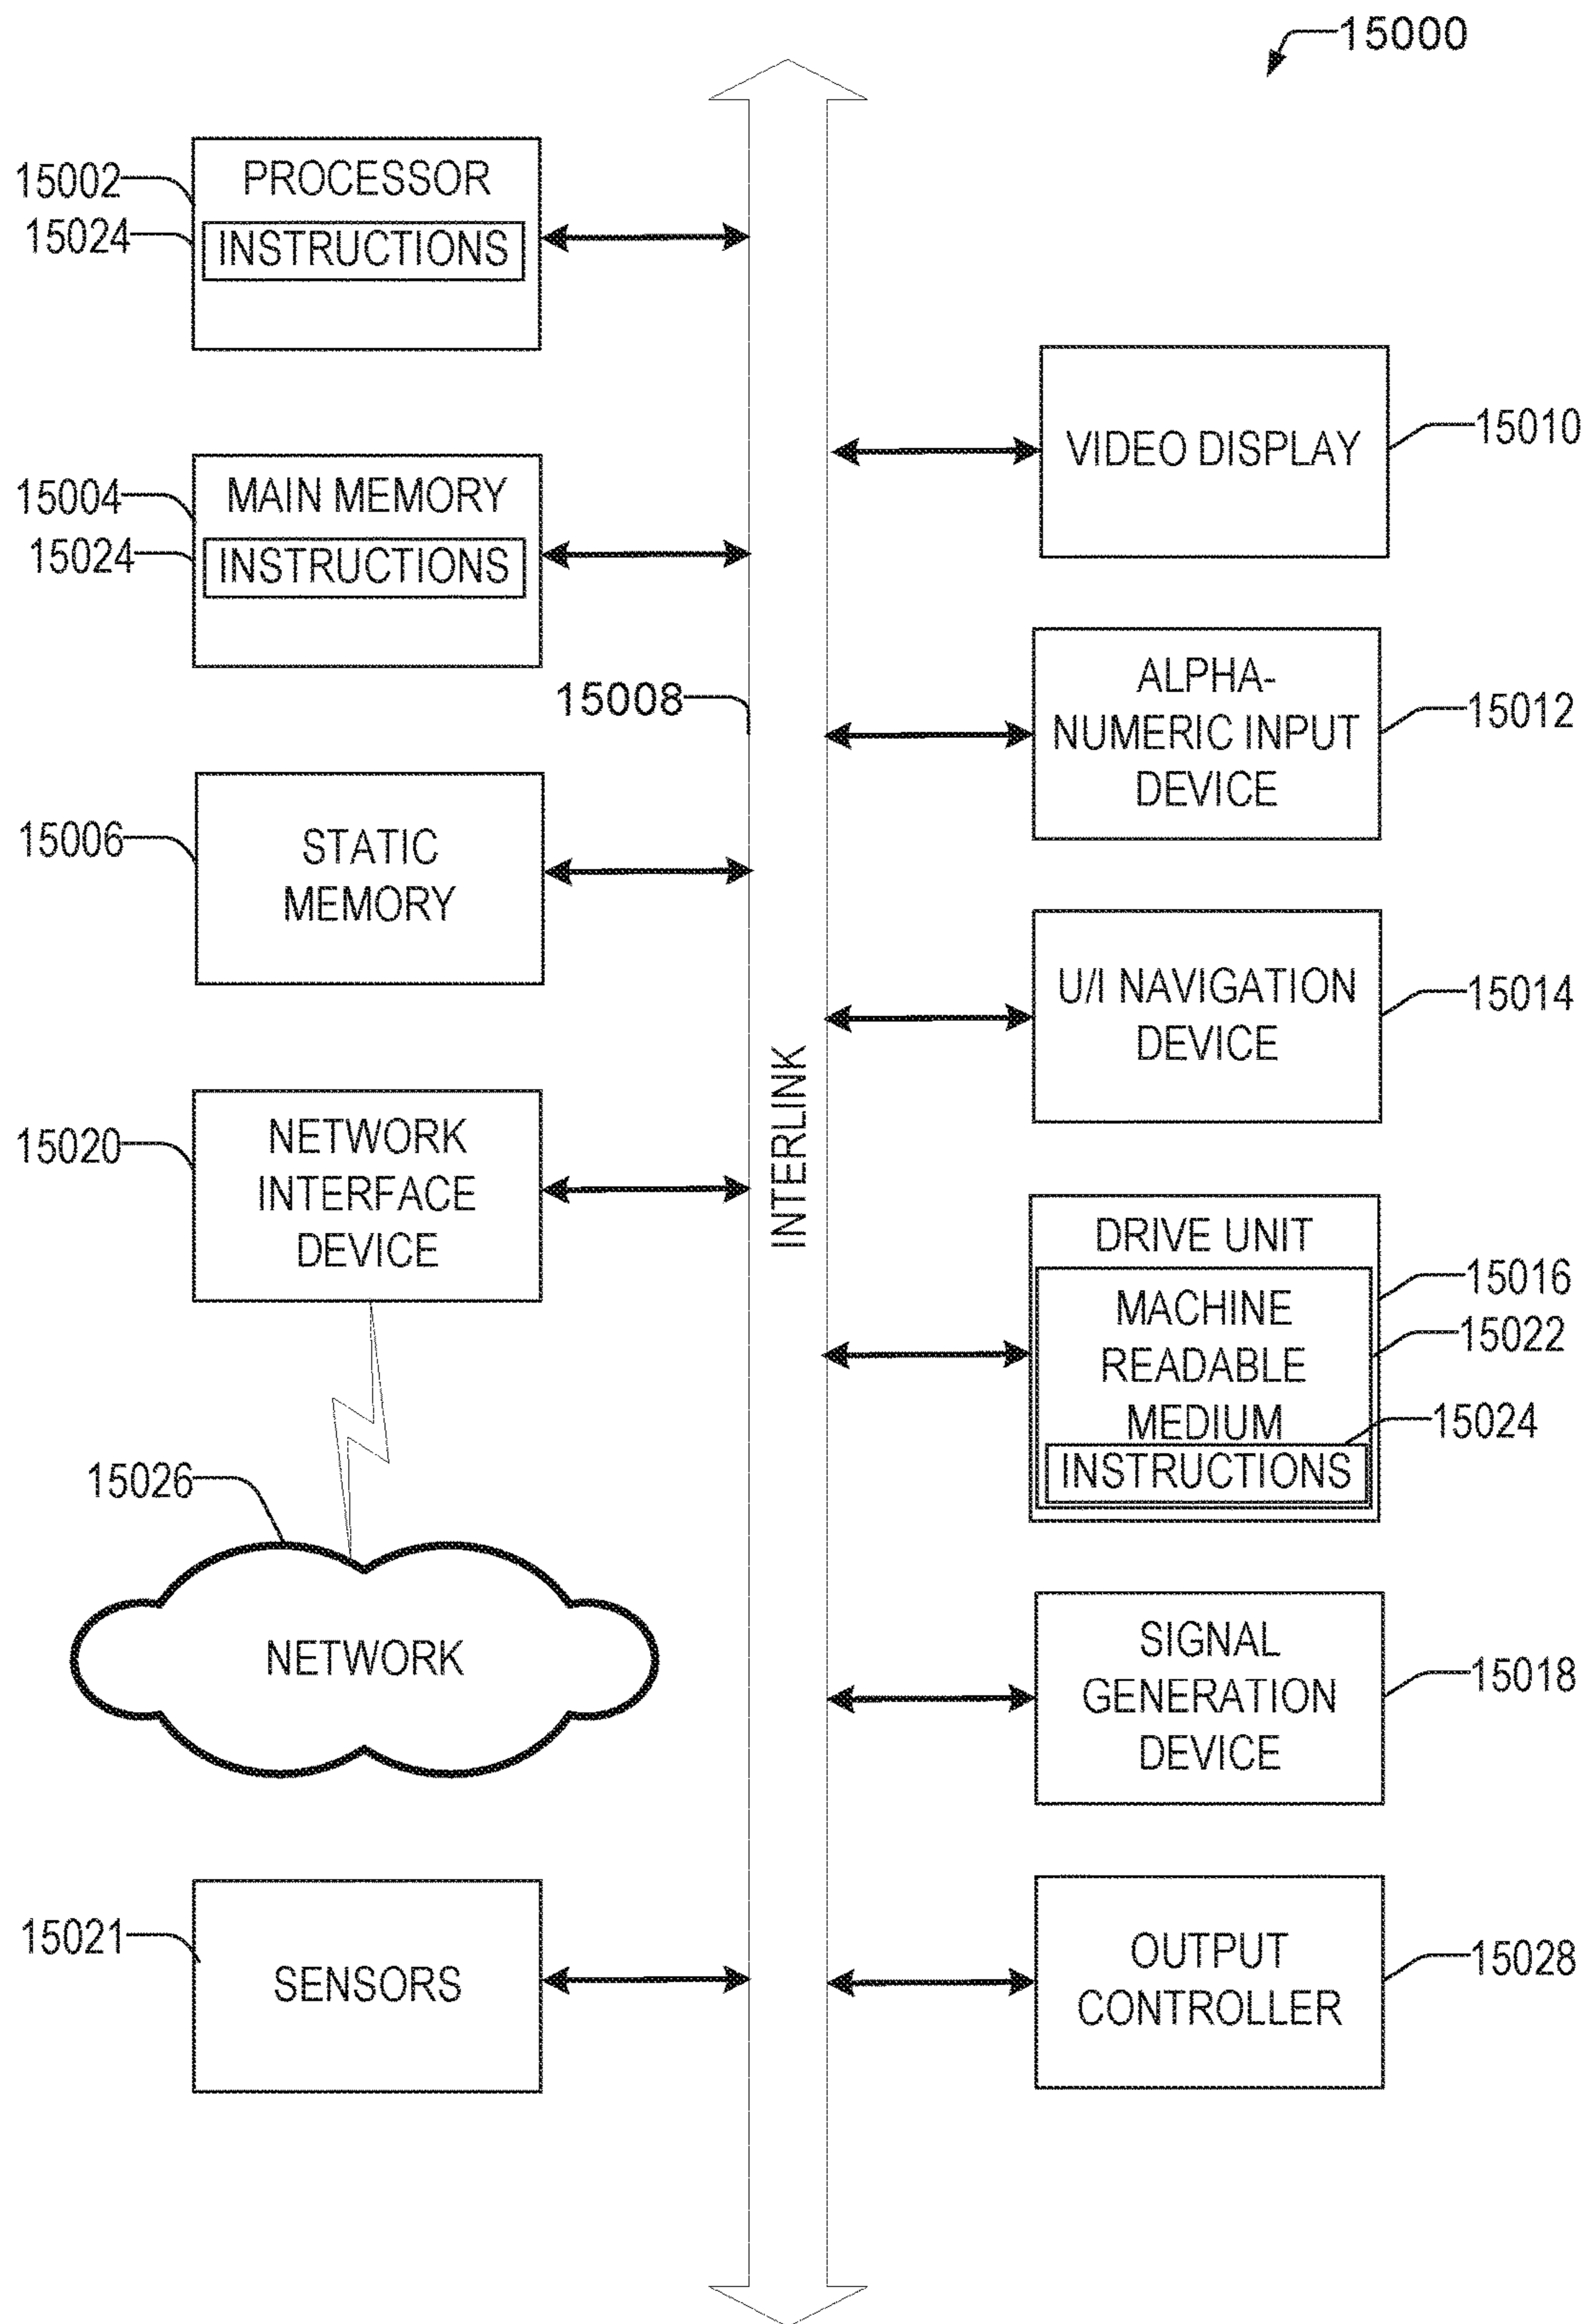 15000
15002
PROCESSOR
15024
INSTRUCTIONS
15004
MAIN MEMORY
15024
INSTRUCTIONS
15008
15006
STATIC
MEMORY
15020
NETWORK
INTERFACE
DEVICE
15026
NETWORK
15021
SENSORS
INTERLINK
VIDEO DISPLAY
15010
ALPHA-
NUMERIC INPUT
DEVICE
15012
U/I NAVIGATION
DEVICE
15014
DRIVE UNIT
15016
MACHINE
READABLE
MEDIUM
15022
15024
INSTRUCTIONS
SIGNAL
GENERATION
DEVICE
15018
OUTPUT
CONTROLLER
15028